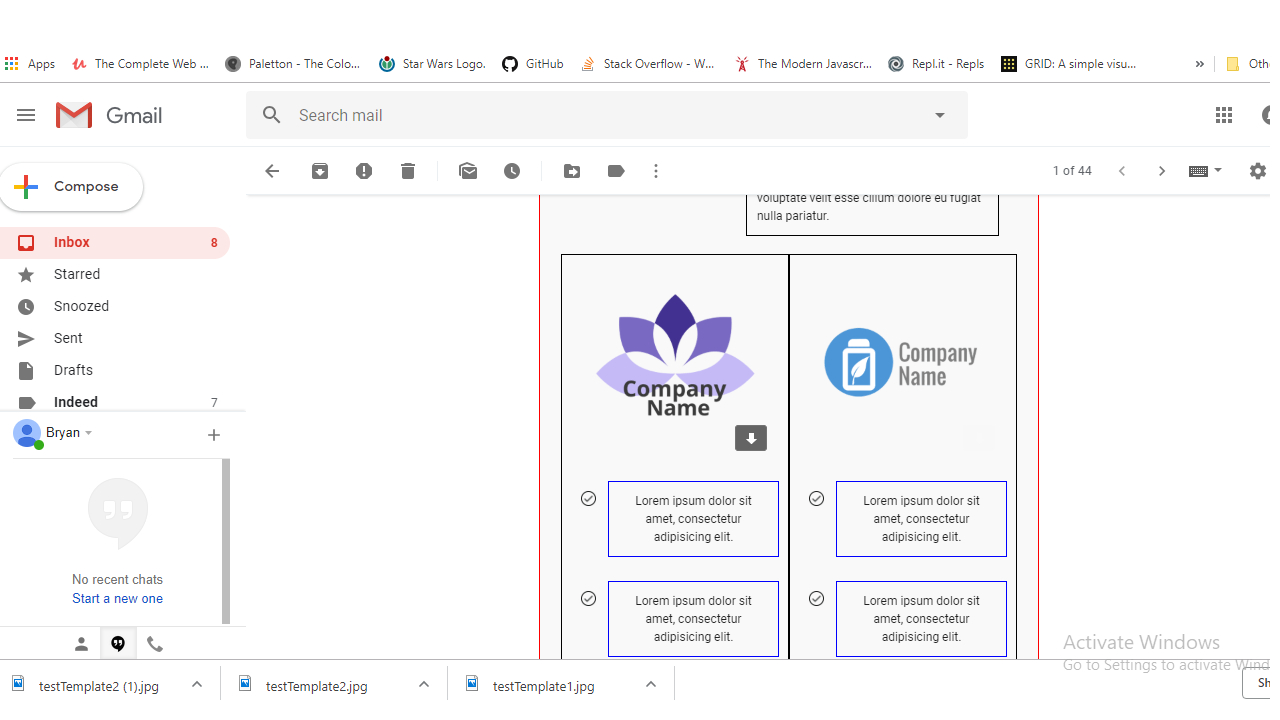 Apps
The Complete Web ...
Paletton - The Colo...
Star Wars Logo.
GitHub
Stack Overflow - W...
The Modern Javascr...
Repl.it - Repls
GRID: A simple visu...
»
Gmail
Search mail
Compose
1 of 44
Inbox 8
Starred
Snoozed
Sent
Drafts
Indeed 7
Bryan
No recent chats
Start a new one
voluptate velit esse cillum dolore eu fugiat
nulla pariatur.
Company
Name
Company
Name
Lorem ipsum dolor sit
amet, consectetur
adipisicing elit.
Lorem ipsum dolor sit
amet, consectetur
adipisicing elit.
Lorem ipsum dolor sit
amet, consectetur
adipisicing elit.
Lorem ipsum dolor sit
amet, consectetur
adipisicing elit.
Activate Windows
Go to Settings to activate Wind
testTemplate2 (1).jpg
testTemplate2.jpg
testTemplate1.jpg